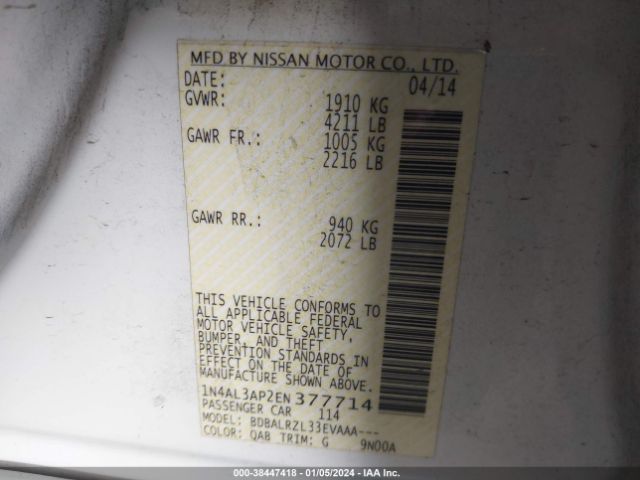 MFD BY NISSAN MOTOR CO., LTD.
DATE: 04/14
GVWR: 1910 KG
4211 LB
GAWR FR.: 1005 KG
2216 LB
GAWR RR.: 940 KG
2072 LB
THIS VEHICLE CONFORMS TO
ALL APPLICABLE FEDERAL
MOTOR VEHICLE SAFETY,
BUMPER, AND THEFT
PREVENTION STANDARDS IN
EFFECT ON THE DATE OF
MANUFACTURE SHOWN ABOVE.
1N4AL3AP2EN377714
PASSENGER CAR 114
MODEL: BDBALRZL33EVAAA---
COLOR: QAB TRIM: G 9N00A
000-38447418 - 01/05/2024 - IAA, Inc.